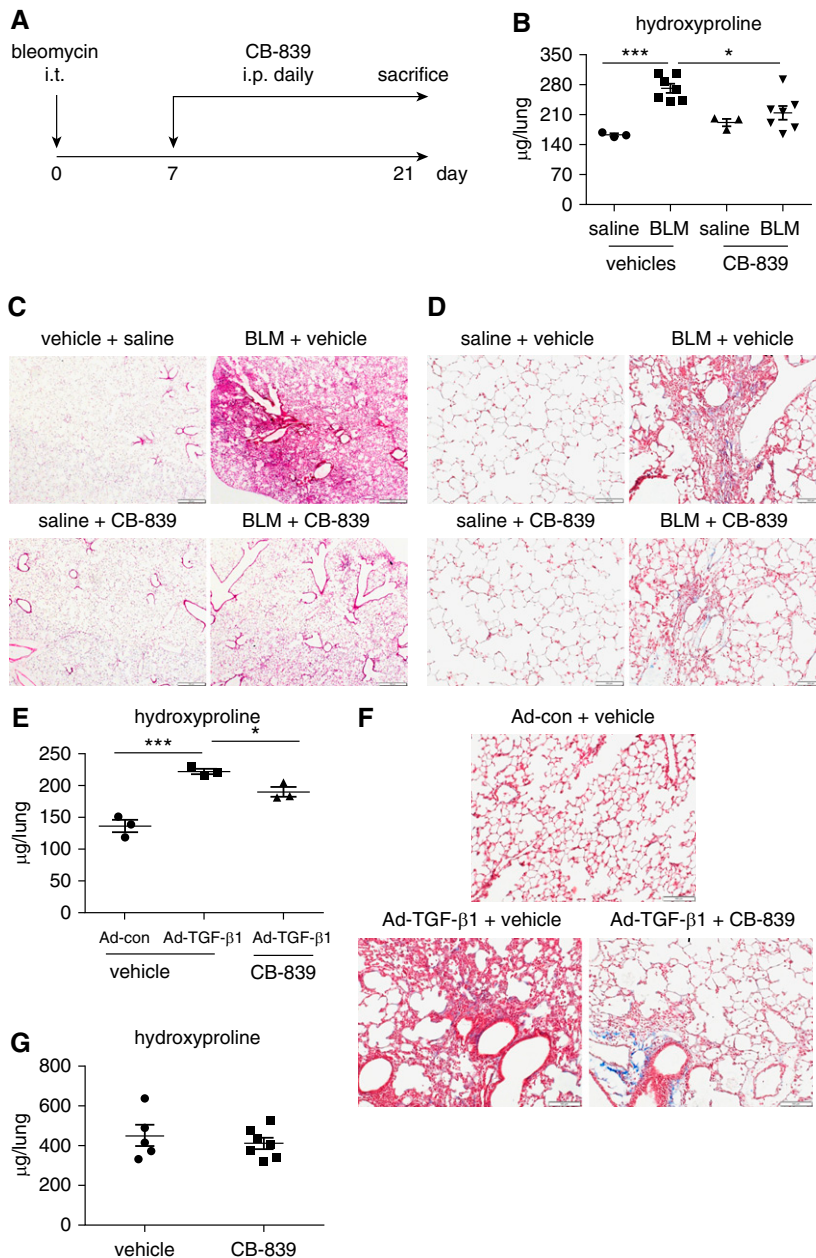 A
bleomycin
i.t.
CB-839
i.p. daily
sacrifice
0
7
21
day
B
hydroxyproline
***
*
350
280
210
140
70
0
μg/lung
saline BLM saline BLM
vehicles CB-839
C
vehicle + saline
BLM + vehicle
saline + CB-839
BLM + CB-839
D
saline + vehicle
BLM + vehicle
saline + CB-839
BLM + CB-839
E
hydroxyproline
***
*
250
200
150
100
50
0
μg/lung
Ad-con Ad-TGF-β1 Ad-TGF-β1
vehicle CB-839
F
Ad-con + vehicle
Ad-TGF-β1 + vehicle
Ad-TGF-β1 + CB-839
G
hydroxyproline
800
600
400
200
0
μg/lung
vehicle CB-839